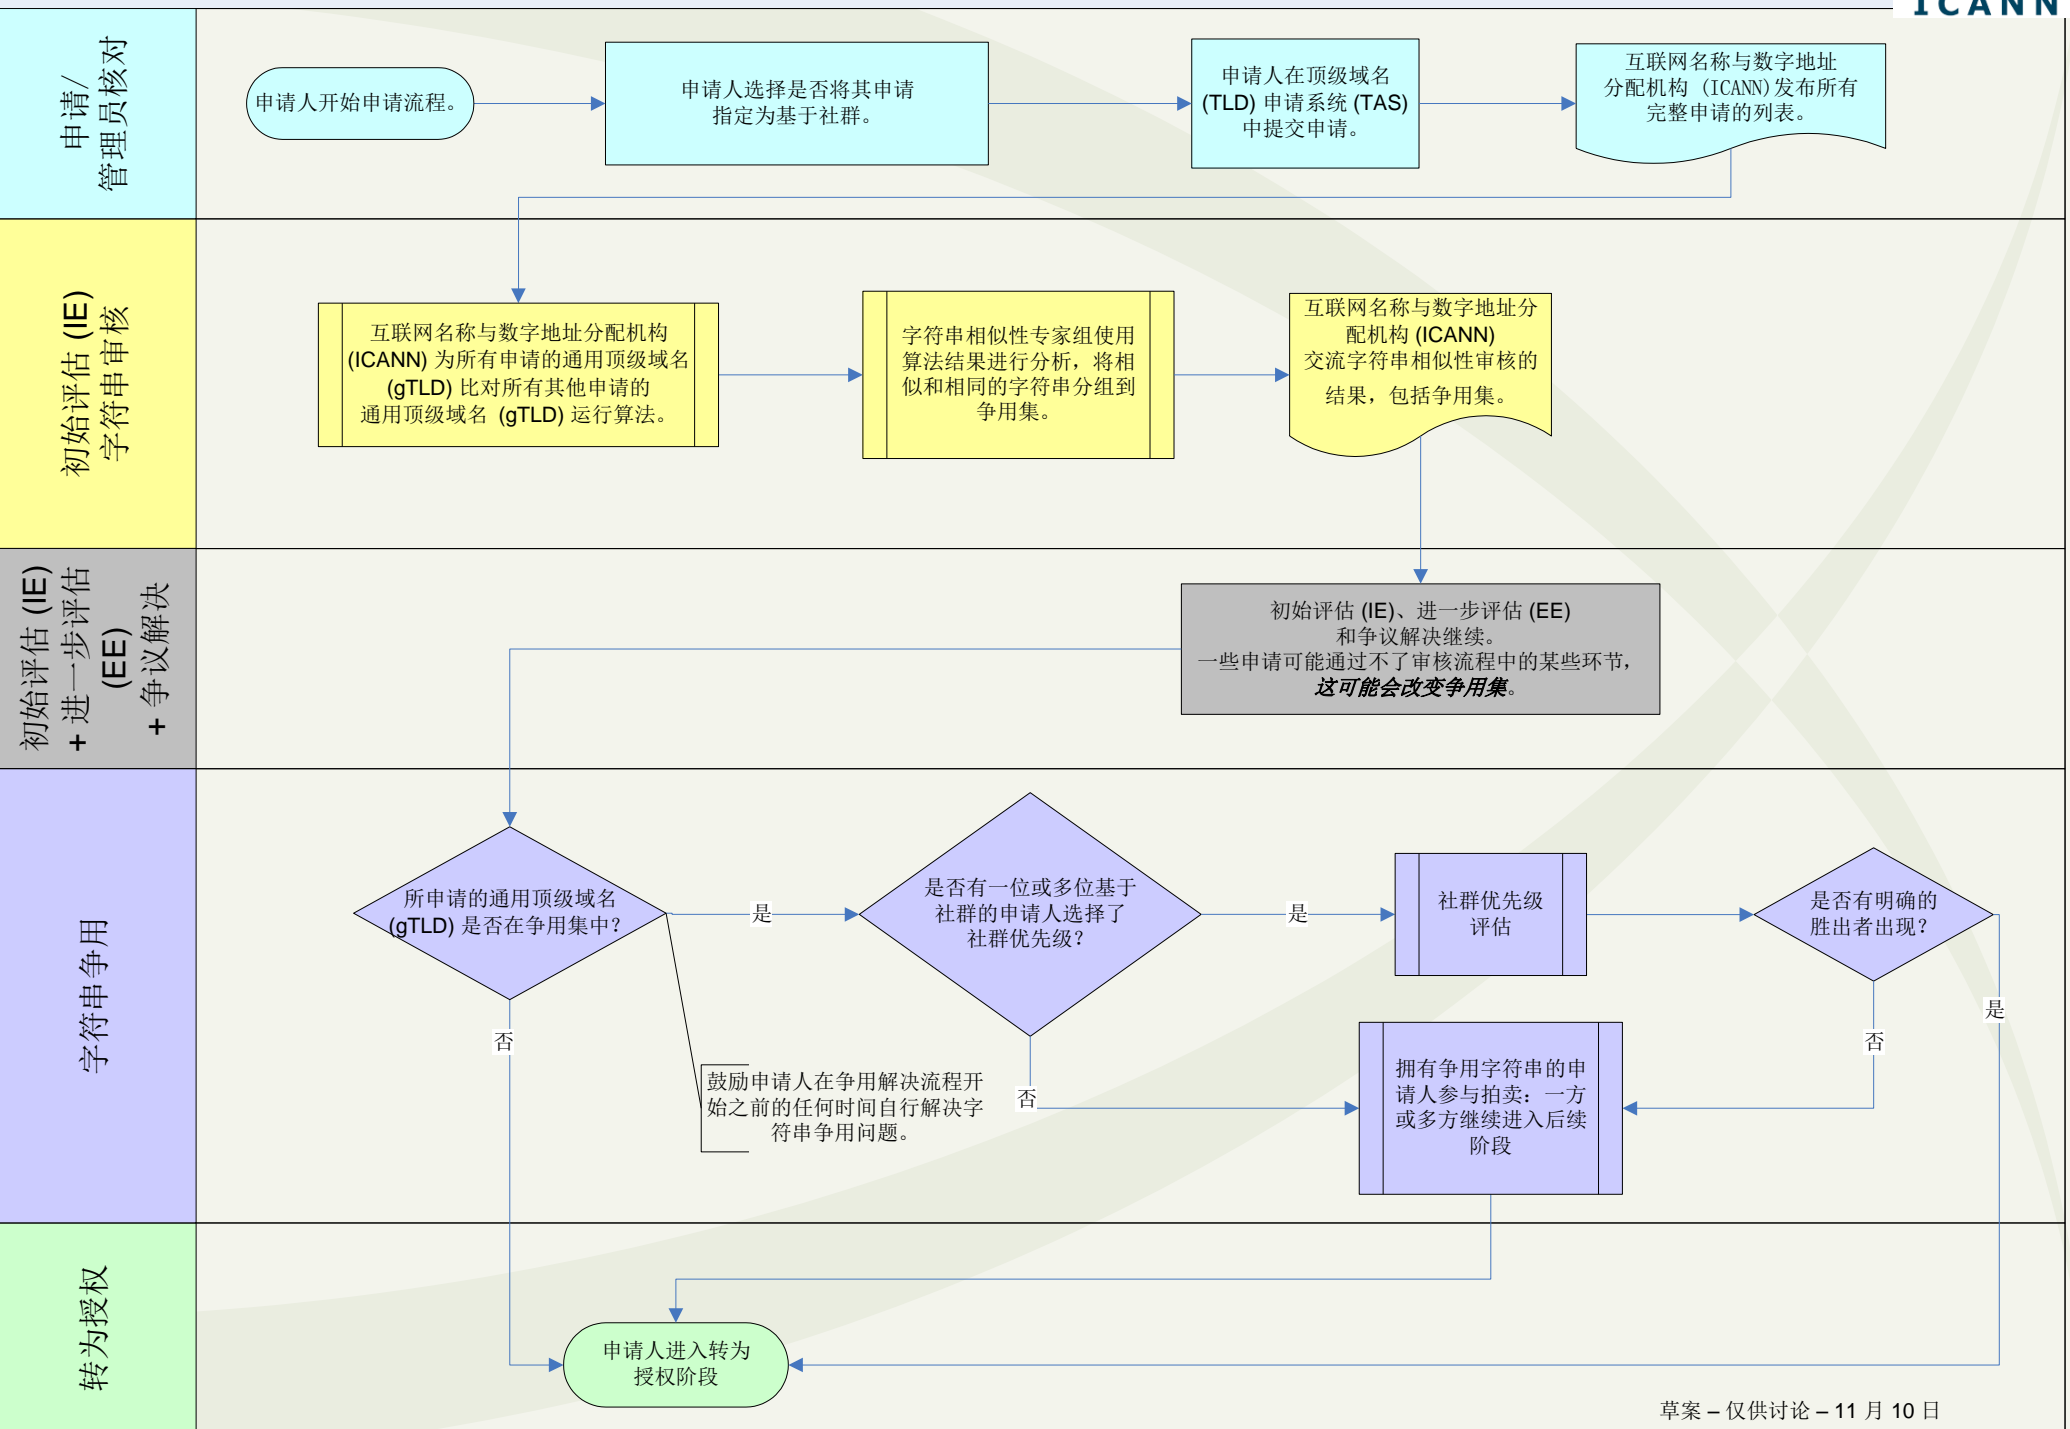 ICANN
申请/
管理员核对
申请人开始申请流程。
申请人选择是否将其申请
指定为基于社群。
申请人在顶级域名
(TLD) 申请系统 (TAS)
中提交申请。
互联网名称与数字地址
分配机构 (ICANN)发布所有
完整申请的列表。
初始评估 (IE)
字符串审核
互联网名称与数字地址分配机构
(ICANN) 为所有申请的通用顶级域名
(gTLD) 比对所有其他申请的
通用顶级域名 (gTLD) 运行算法。
字符串相似性专家组使用
算法结果进行分析，将相
似和相同的字符串分组到
争用集。
互联网名称与数字地址分
配机构 (ICANN)
交流字符串相似性审核的
结果，包括争用集。
初始评估 (IE)
+ 进一步评估
(EE)
+ 争议解决
初始评估 (IE)、进一步评估 (EE)
和争议解决继续。
一些申请可能通过不了审核流程中的某些环节，
这可能会改变争用集。
字符串争用
所申请的通用顶级域名
(gTLD) 是否在争用集中？
是
是否有一位或多位基于
社群的申请人选择了
社群优先级？
是
社群优先级
评估
是否有明确的
胜出者出现？
是
否
否
否
鼓励申请人在争用解决流程开
始之前的任何时间自行解决字
符串争用问题。
拥有争用字符串的申
请人参与拍卖：一方
或多方继续进入后续
阶段
转为授权
申请人进入转为
授权阶段
草案 – 仅供讨论 – 11 月 10 日